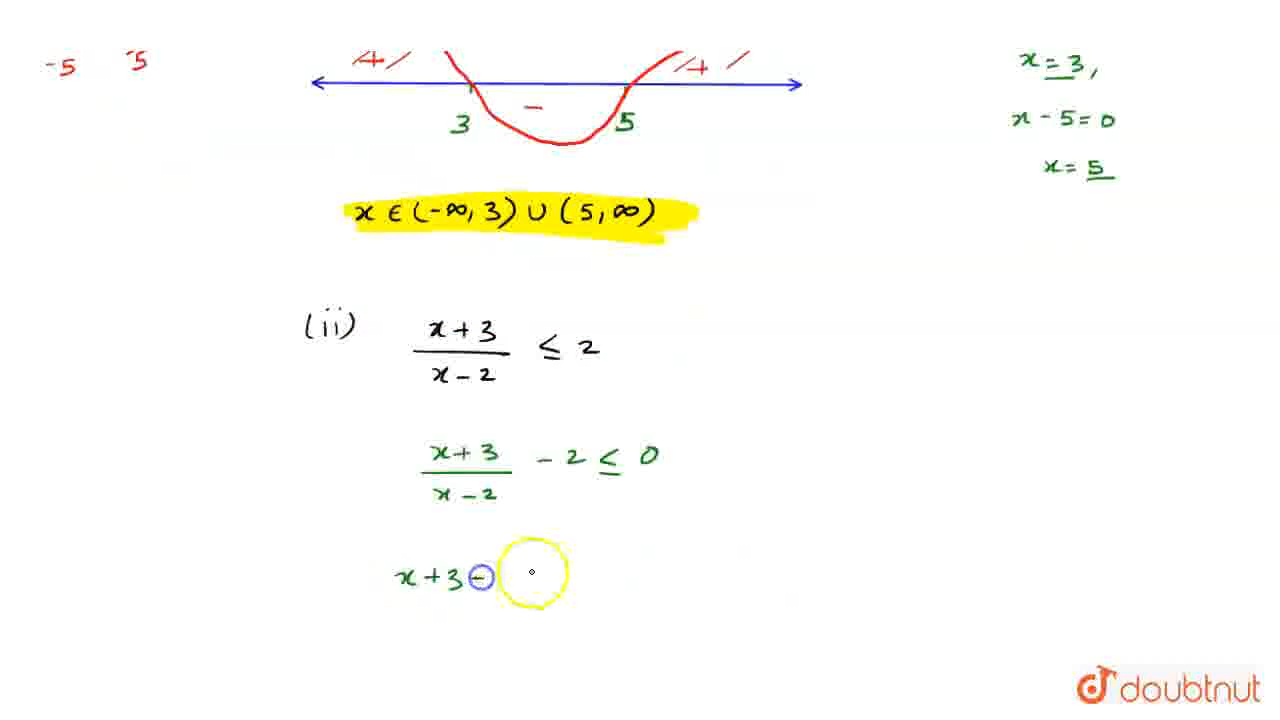 -5 -5 /+/ /+/ x = 3,
- x - 5 = 0
3 5
x = 5
x ∈ (-∞, 3) ∪ (5, ∞)
(ii) x + 3
≤ 2
x - 2
x + 3
- 2 ≤ 0
x - 2
x + 3 -
doubtnut